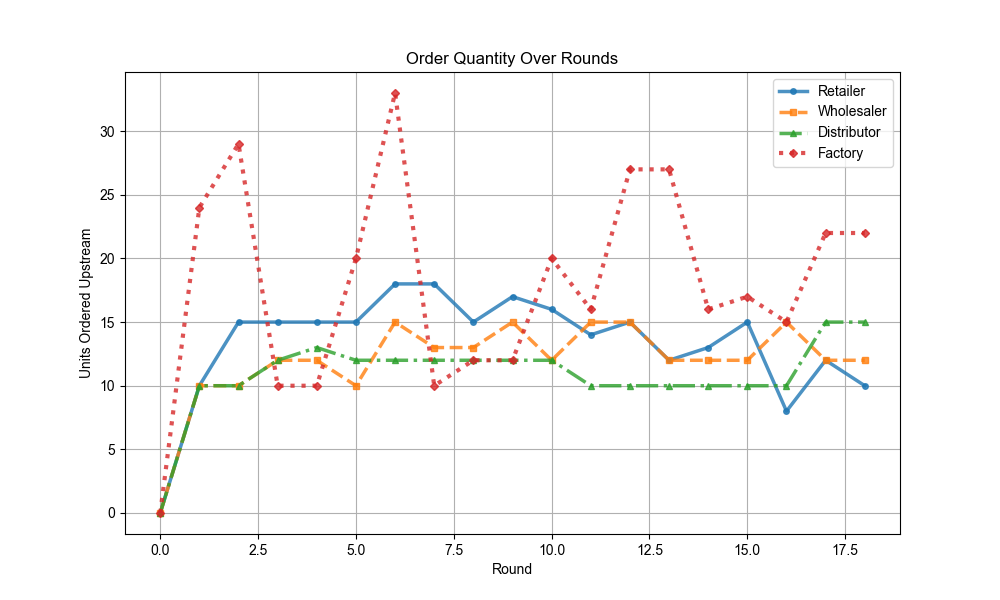 Order Quantity Over Rounds
Retailer
Wholesaler
Distributor
Factory
Units Ordered Upstream
30
25
20
15
10
5
0
0.0 2.5 5.0 7.5 10.0 12.5 15.0 17.5
Round